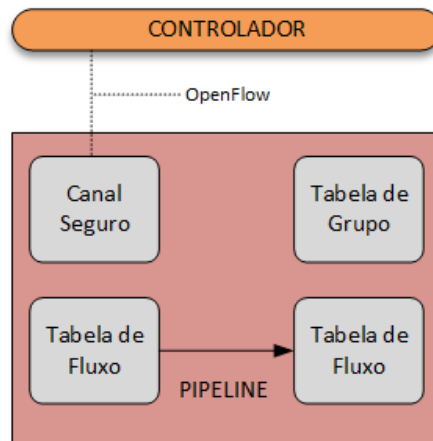 CONTROLADOR
OpenFlow
Canal
Seguro
Tabela de
Grupo
Tabela de
Fluxo
Tabela de
Fluxo
PIPELINE